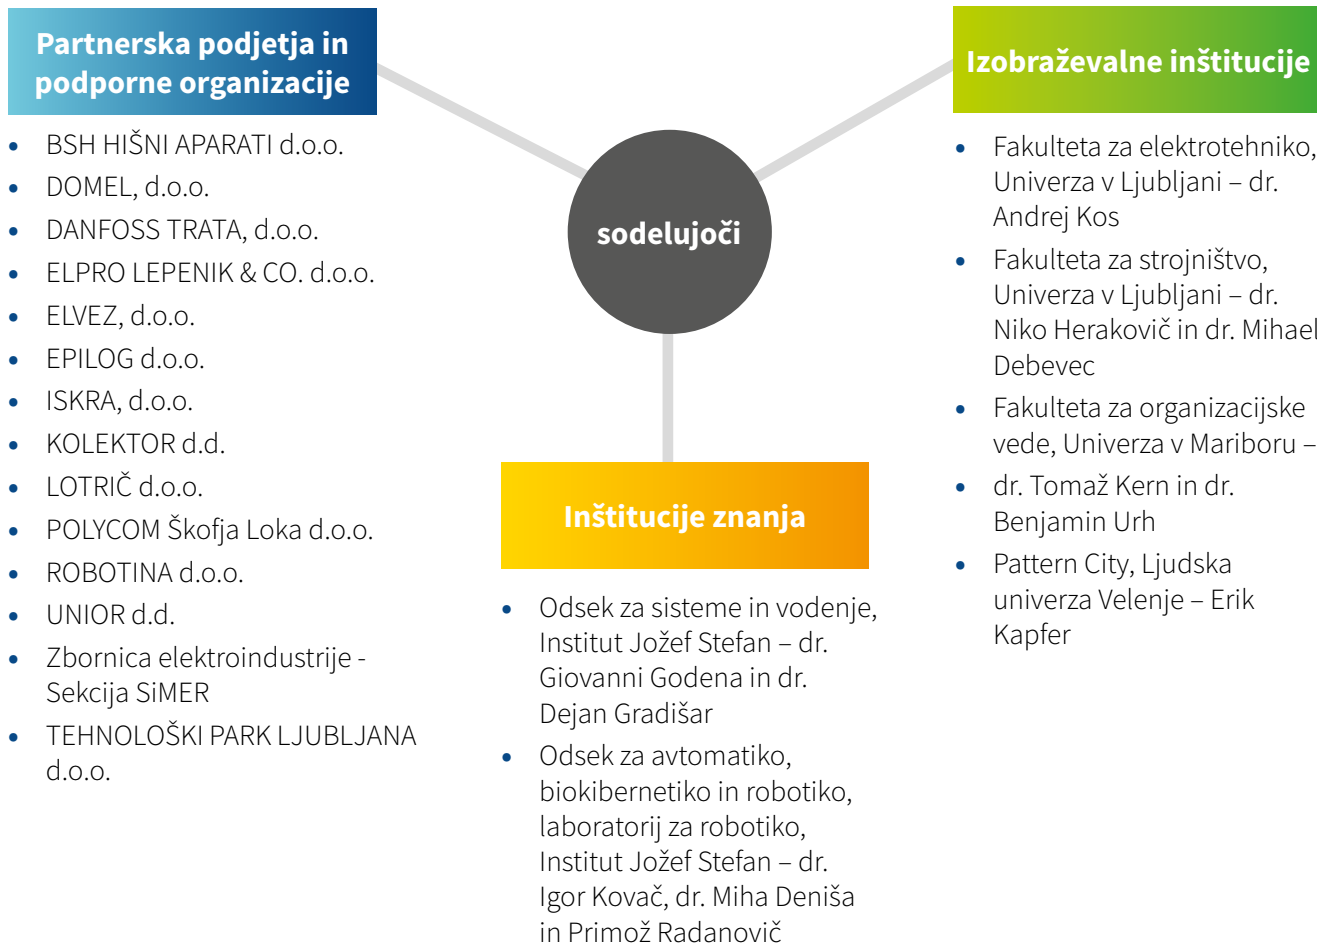 Partnerska podjetja in
podporne organizacije
• BSH HIŠNI APARATI d.o.o.
• DOMEL, d.o.o.
• DANFOSS TRATA, d.o.o.
• ELPRO LEPENIK & CO. d.o.o.
• ELVEZ, d.o.o.
• EPILOG d.o.o.
• ISKRA, d.o.o.
• KOLEKTOR d.d.
• LOTRIČ d.o.o.
• POLYCOM Škofja Loka d.o.o.
• ROBOTINA d.o.o.
• UNIOR d.d.
• Zbornica elektroindustrije -
Sekcija SiMER
• TEHNOLOŠKI PARK LJUBLJANA
d.o.o.
sodelujoči
Inštitucije znanja
• Odsek za sisteme in vodenje,
Institut Jožef Stefan – dr.
Giovanni Godena in dr.
Dejan Gradišar
• Odsek za avtomatiko,
biokibernetiko in robotiko,
laboratorij za robotiko,
Institut Jožef Stefan – dr.
Igor Kovač, dr. Miha Deniša
in Primož Radanovič
Izobraževalne inštitucije
• Fakulteta za elektrotehniko,
Univerza v Ljubljani – dr.
Andrej Kos
• Fakulteta za strojništvo,
Univerza v Ljubljani – dr.
Niko Herakovič in dr. Mihael
Debevec
• Fakulteta za organizacijske
vede, Univerza v Mariboru –
• dr. Tomaž Kern in dr.
Benjamin Urh
• Pattern City, Ljudska
univerza Velenje – Erik
Kapfer